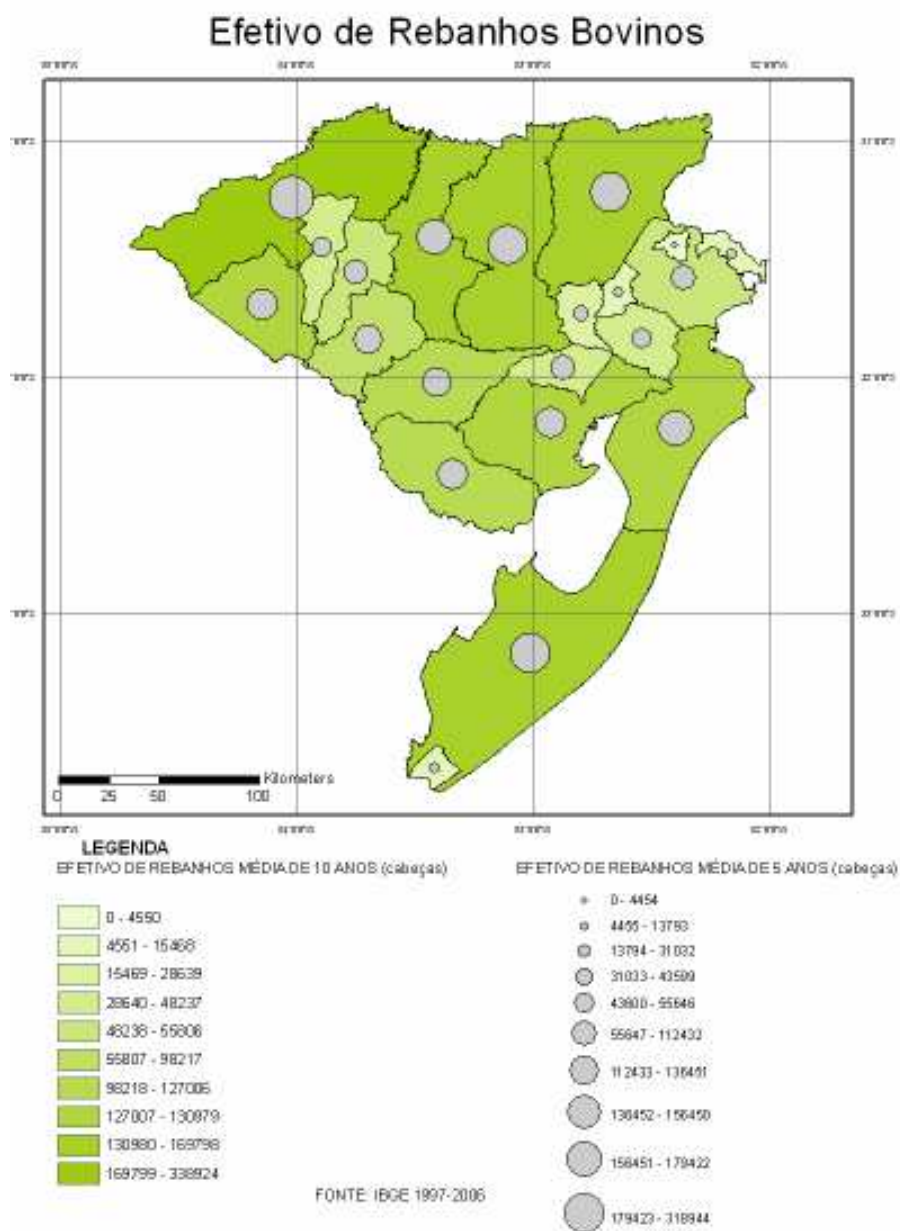 Efetivo de Rebanhos Bovinos
Kilometers
0 25 50 100
LEGENDA
EFETIVO DE REBANHOS MÉDIA DE 10 ANOS (cabeças)
0 - 4550
4551 - 15468
15469 - 28639
28640 - 48237
48238 - 55806
55807 - 98217
98218 - 127006
127007 - 130979
130980 - 169798
169799 - 338924
EFETIVO DE REBANHOS MÉDIA DE 5 ANOS (cabeças)
0 - 4454
4455 - 13793
13794 - 31032
31033 - 43599
43600 - 55646
55647 - 112432
112433 - 136451
136452 - 156450
156451 - 179422
179423 - 318944
FONTE: IBGE 1997-2006